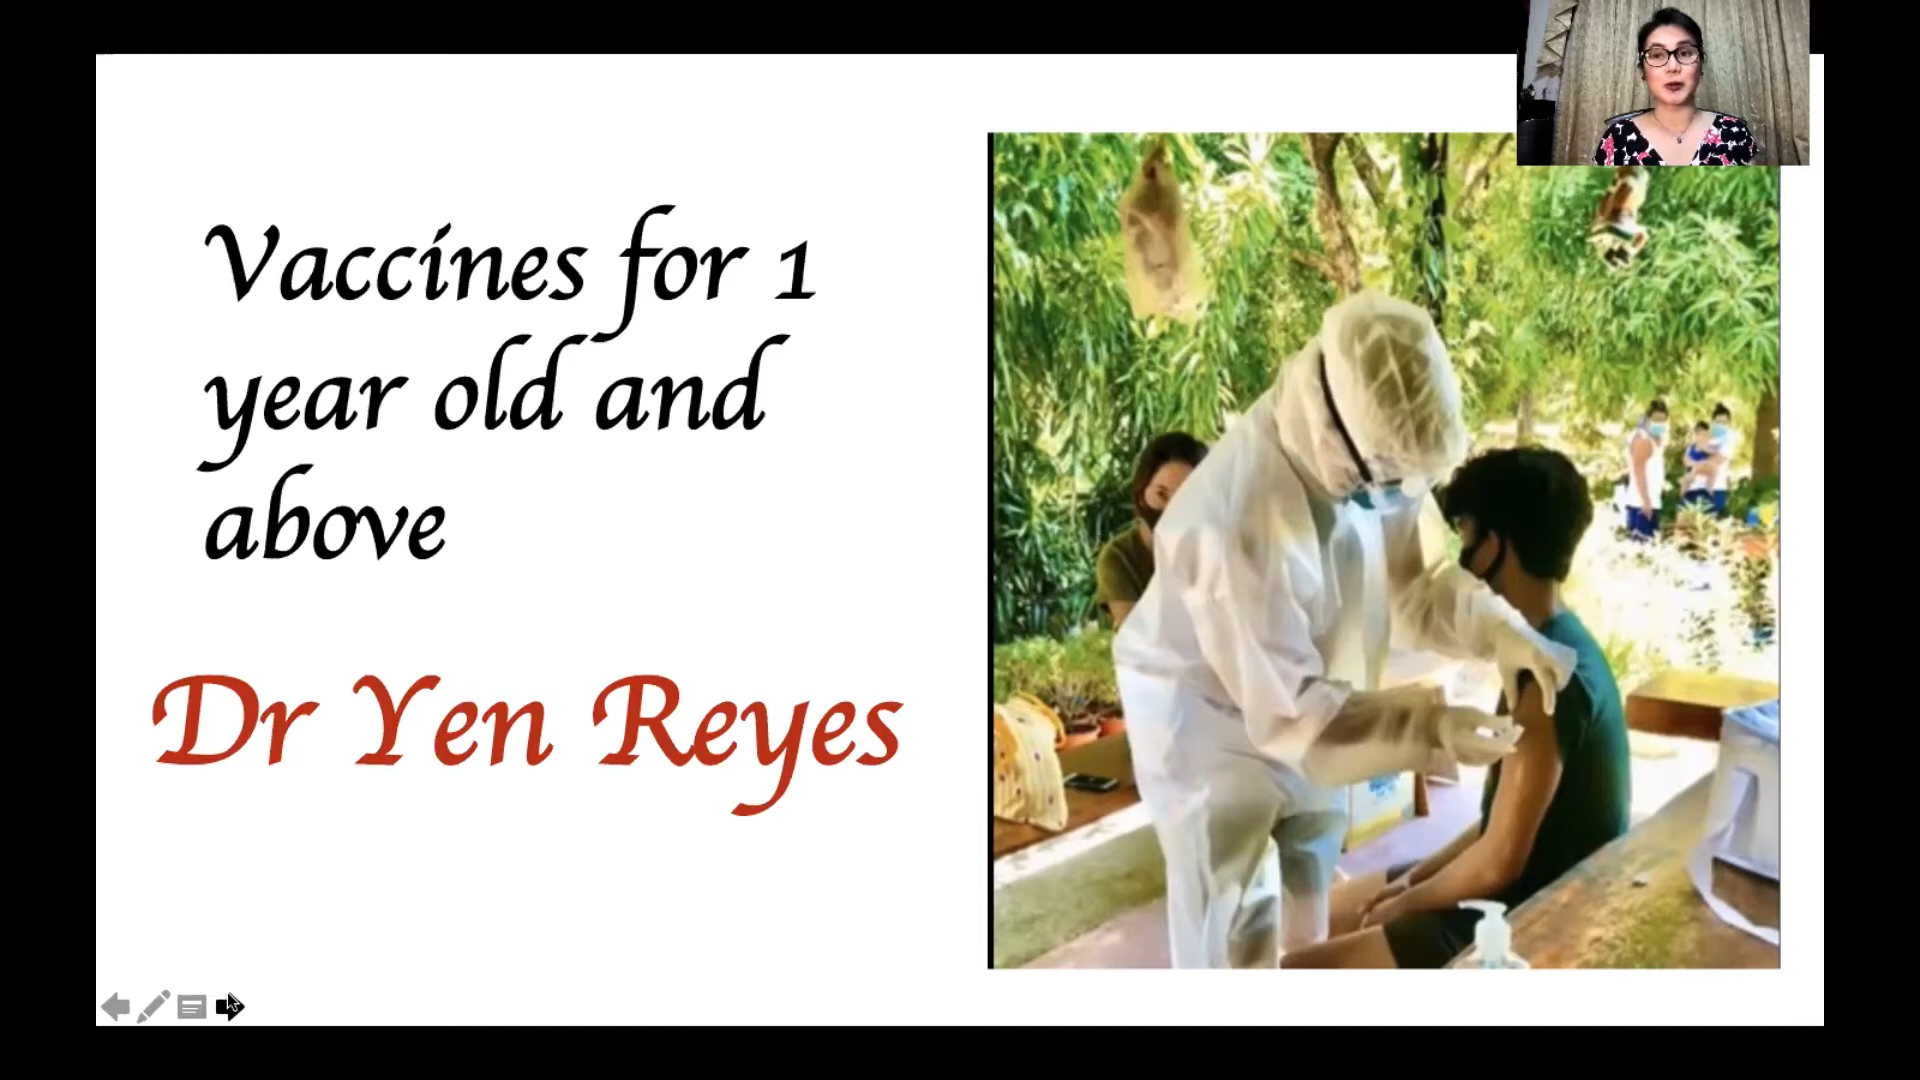 Vaccines for 1
year old and
above
Dr Yen Reyes